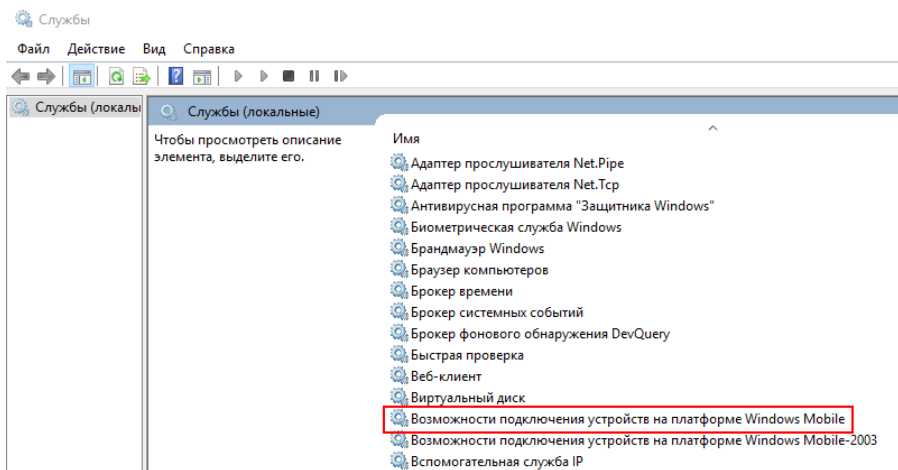 Службы
Файл Действие Вид Справка
Службы (локалы
Службы (локальные)
Чтобы просмотреть описание
элемента, выделите его.
Имя
Адаптер прослушивателя Net.Pipe
Адаптер прослушивателя Net.Tcp
Антивирусная программа "Защитника Windows"
Биометрическая служба Windows
Брандмауэр Windows
Браузер компьютеров
Брокер времени
Брокер системных событий
Брокер фонового обнаружения DevQuery
Быстрая проверка
Веб-клиент
Виртуальный диск
Возможности подключения устройств на платформе Windows Mobile
Возможности подключения устройств на платформе Windows Mobile-2003
Вспомогательная служба IP